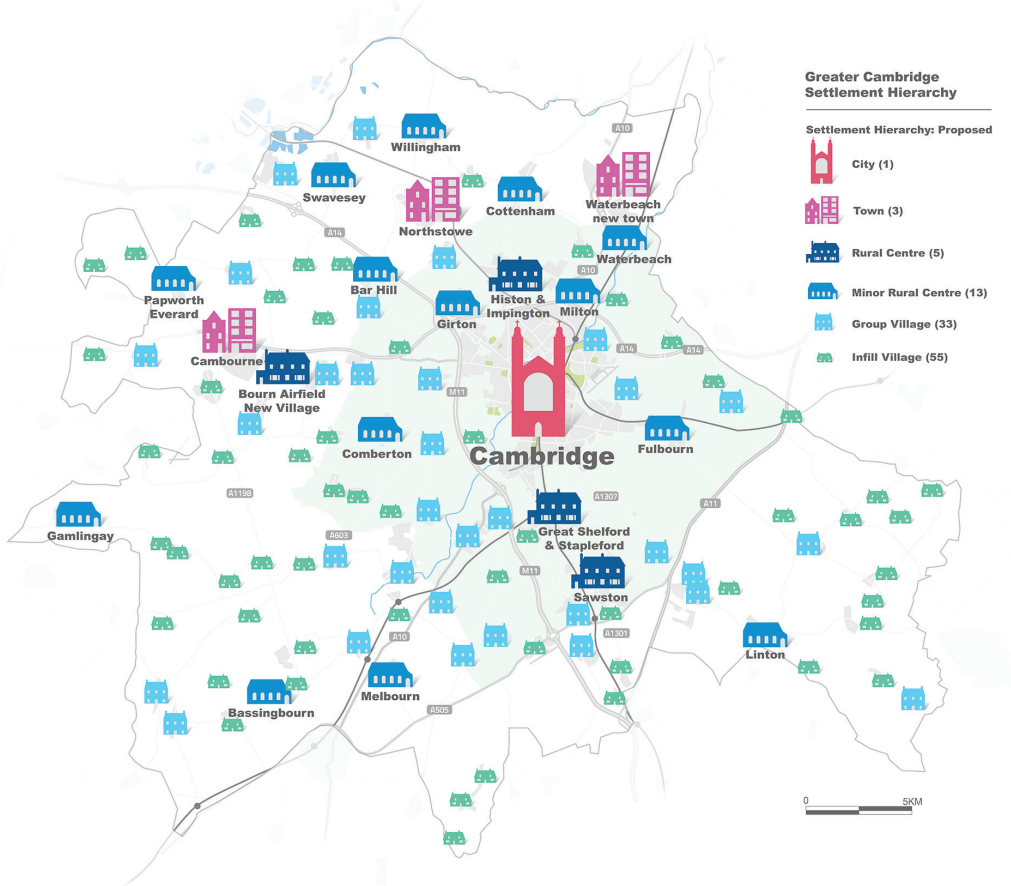 Greater Cambridge
Settlement Hierarchy
Settlement Hierarchy: Proposed
City (1)
Town (3)
Rural Centre (5)
Minor Rural Centre (13)
Group Village (33)
Infill Village (55)
A10
Willingham
Swavesey
Cottenham
Waterbeach
new town
Northstowe
A14
Waterbeach
A10
Bar Hill
Papworth
Everard
Histon &
Impington
Milton
Girton
Cambourne
A14
A14
Bourn Airfield
New Village
M11
Comberton
Cambridge
Fulbourn
A1198
A1307
A11
Gamlingay
A603
Great Shelford
& Stapleford
M11
Sawston
A10
A1301
Linton
Melbourn
Bassingbourn
A505
0
5KM